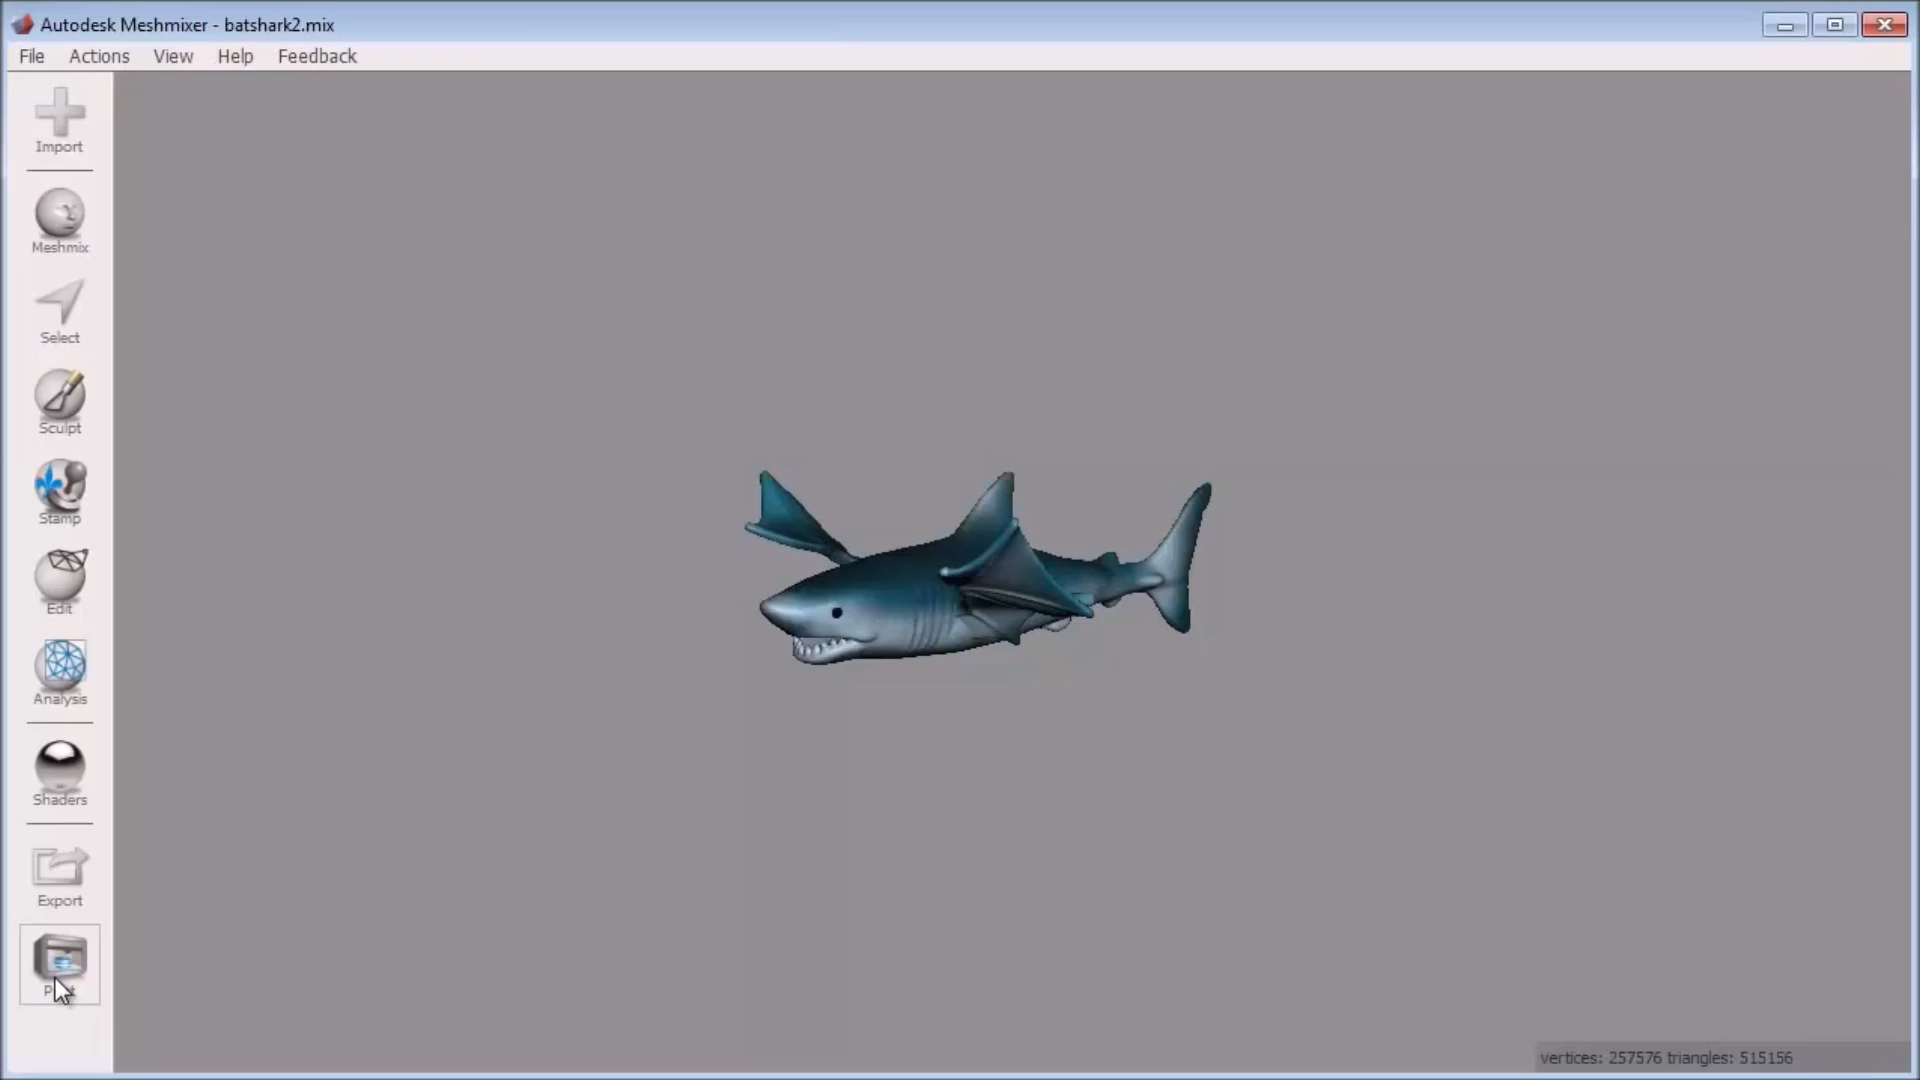 Autodesk Meshmixer - batshark2.mix
File Actions View Help Feedback
Import
Meshmix
Select
Sculpt
Stamp
Edit
Analysis
Shaders
Export
vertices: 257576 triangles: 515156